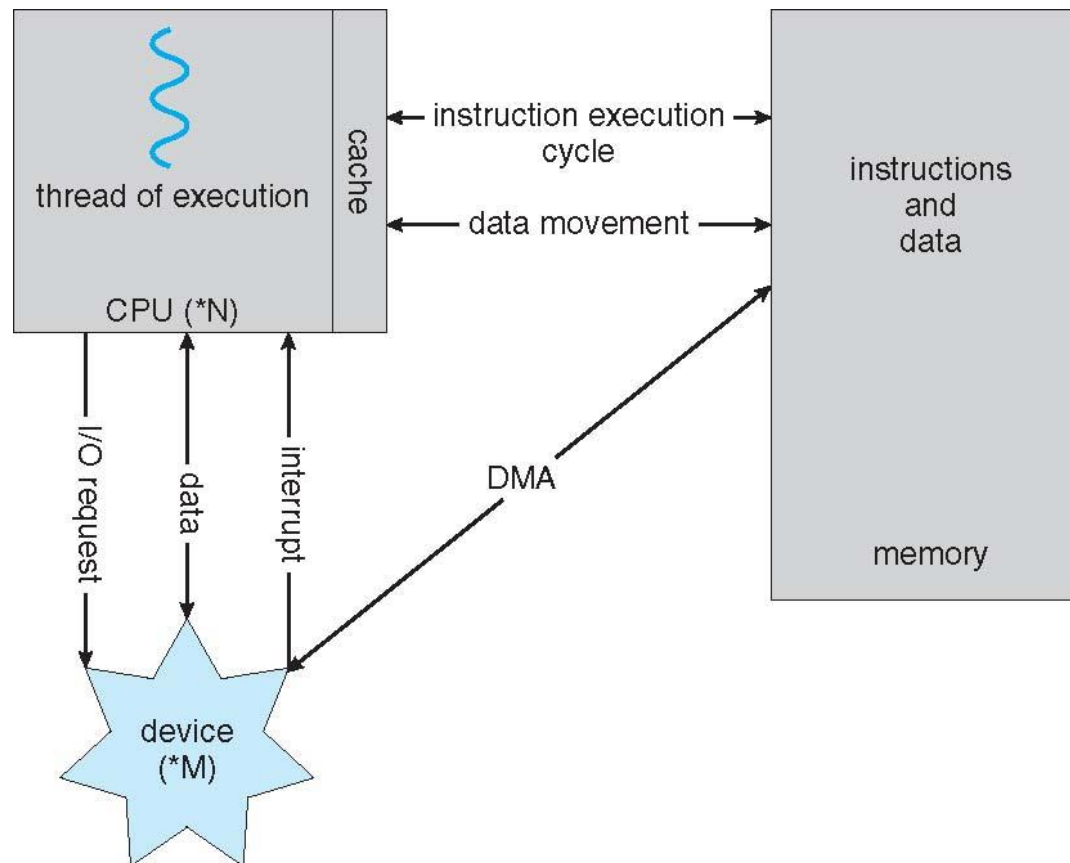 thread of execution
cache
CPU (*N)
instruction execution
cycle
data movement
instructions
and
data
memory
I/O request
data
interrupt
DMA
device
(*M)